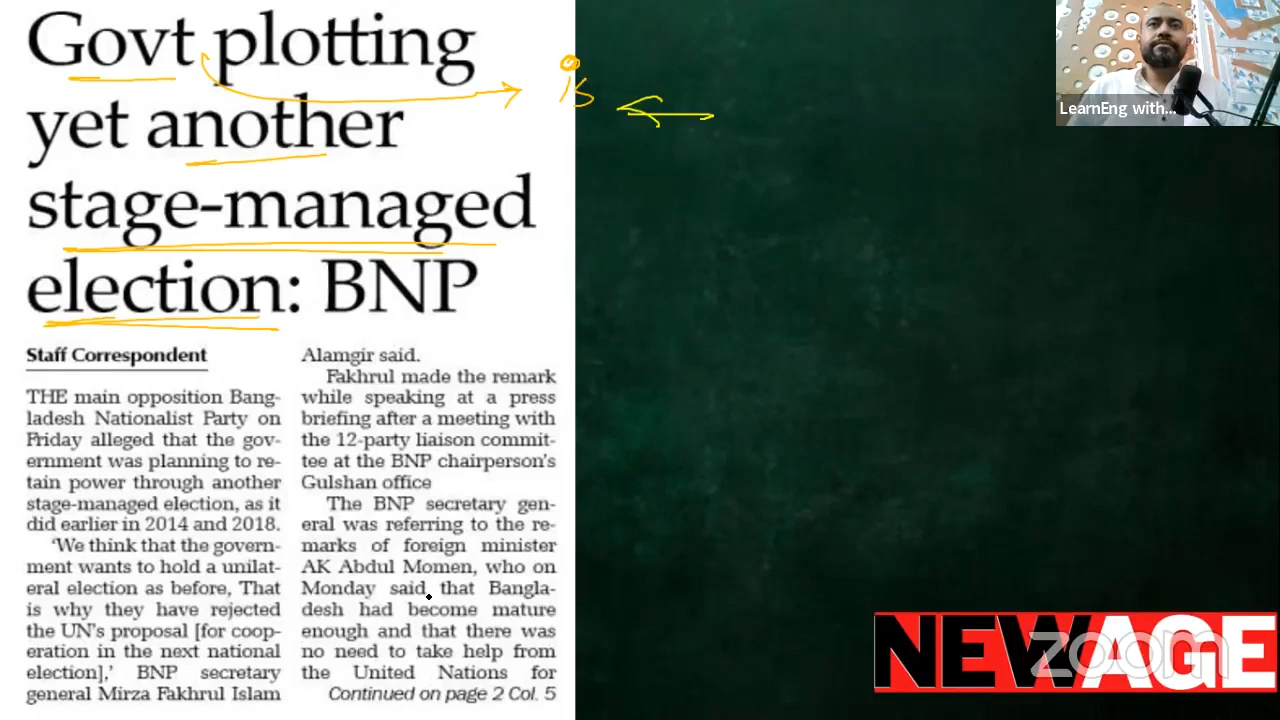 Govt plotting
yet another
stage-managed
election: BNP
is
Staff Correspondent
THE main opposition Bang-
ladesh Nationalist Party on
Friday alleged that the gov-
ernment was planning to re-
tain power through another
stage-managed election, as it
did earlier in 2014 and 2018.
‘We think that the govern-
ment wants to hold a unilat-
eral election as before, That
is why they have rejected
the UN’s proposal [for coop-
eration in the next national
election],’ BNP secretary
general Mirza Fakhrul Islam
Alamgir said.
Fakhrul made the remark
while speaking at a press
briefing after a meeting with
the 12-party liaison commit-
tee at the BNP chairperson’s
Gulshan office
The BNP secretary gen-
eral was referring to the re-
marks of foreign minister
AK Abdul Momen, who on
Monday said that Bangla-
desh had become mature
enough and that there was
no need to take help from
the United Nations for
Continued on page 2 Col. 5
LearnEng with...
NEWAGE
zoom